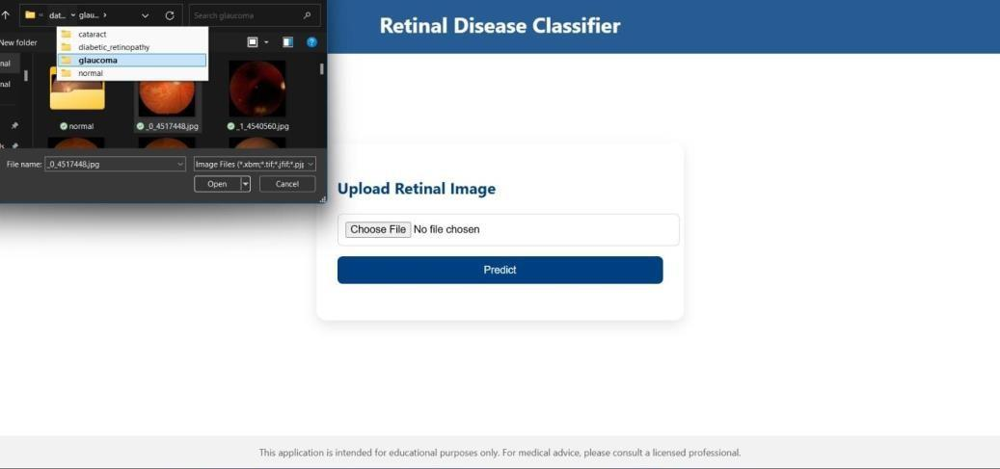 dat... glau...
Search glaucoma
New folder
cataract
diabetic_retinopathy
glaucoma
normal
nal
nal
normal
_0_4517448.jpg
_1_4540560.jpg
File name:
_0_4517448.jpg
Image Files (*.xbm;*.tif;*.jfif;*.pjp
Open
Cancel
Retinal Disease Classifier
Upload Retinal Image
Choose File No file chosen
Predict
This application is intended for educational purposes only. For medical advice, please consult a licensed professional.